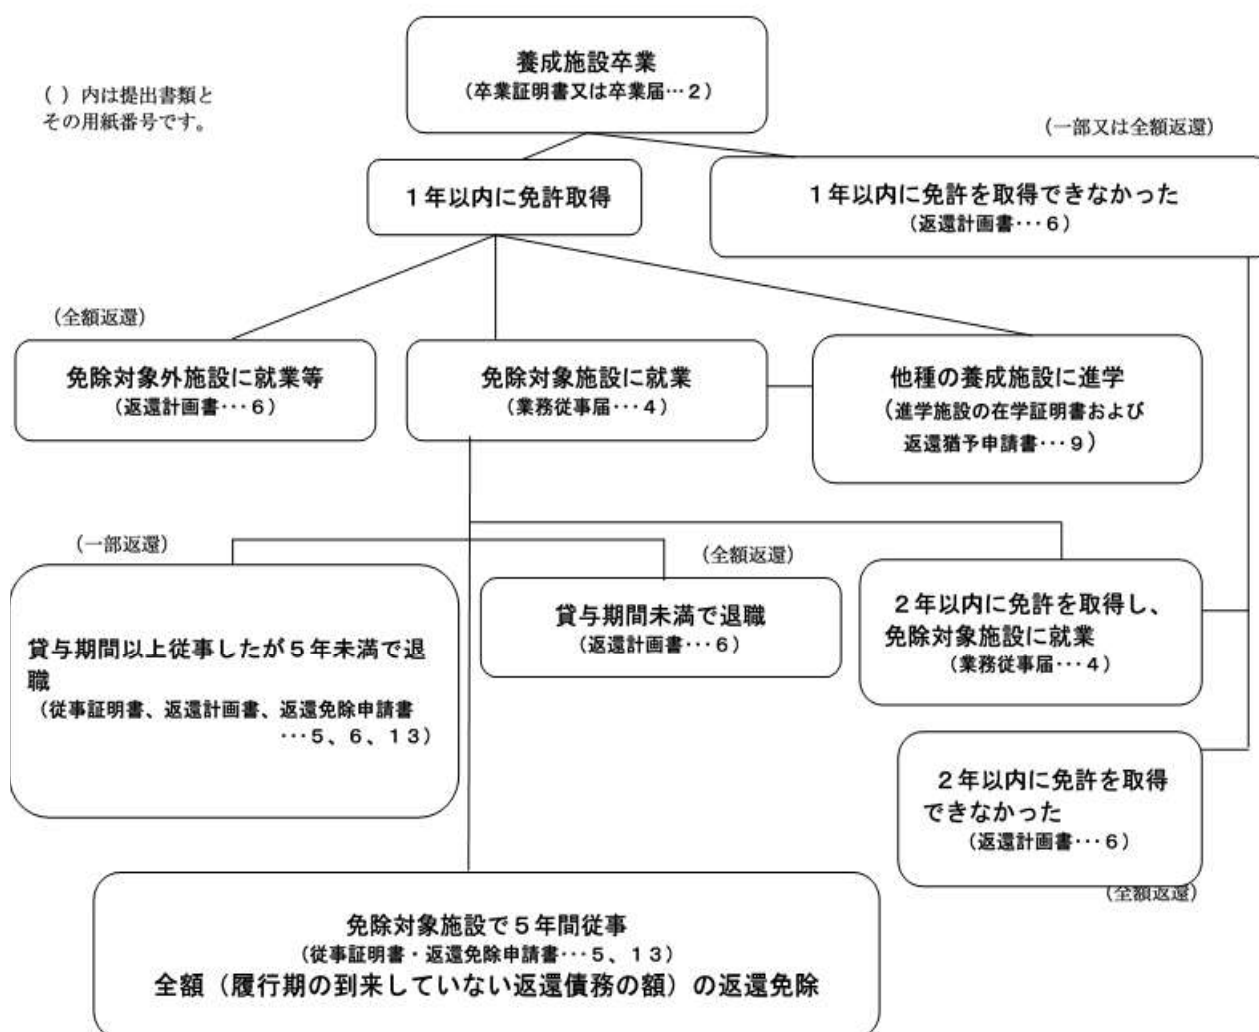 養成施設卒業
(卒業証明書又は卒業届…２)
( ) 内は提出書類と
その用紙番号です。
(一部又は全額返還)
１年以内に免許取得
１年以内に免許を取得できなかった
(返還計画書･･･６)
(全額返還)
免除対象外施設に就業等
(返還計画書･･･６)
免除対象施設に就業
(業務従事届･･･４)
他種の養成施設に進学
(進学施設の在学証明書および
返還猶予申請書･･･９)
(一部返還)
貸与期間以上従事したが５年未満で退
職
(従事証明書、返還計画書、返還免除申請書
･･･５、６、１３)
(全額返還)
貸与期間未満で退職
(返還計画書･･･６)
２年以内に免許を取得し、
免除対象施設に就業
(業務従事届･･･４)
２年以内に免許を取得
できなかった
(返還計画書･･･６)
(全額返還)
免除対象施設で５年間従事
(従事証明書・返還免除申請書･･･５、１３)
全額（履行期の到来していない返還債務の額）の返還免除